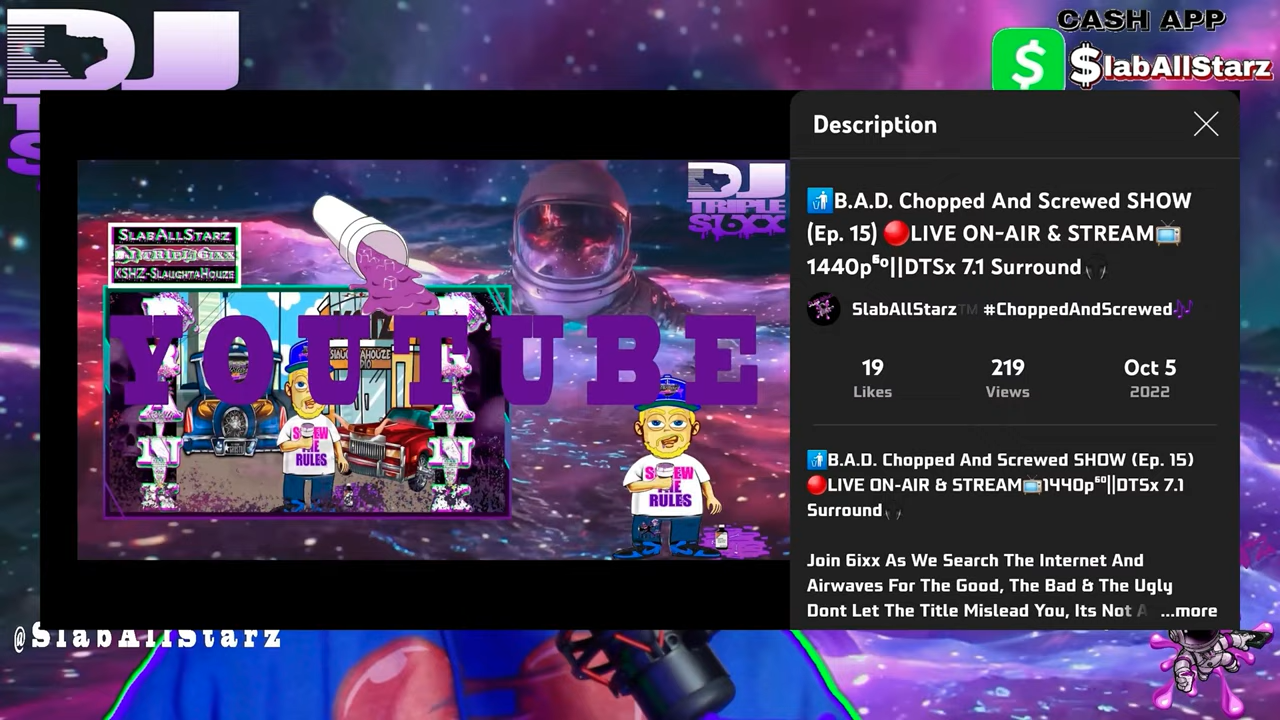 DJ
CASH APP
$labAllStarz
Description
🚮B.A.D. Chopped And Screwed SHOW
(Ep. 15) 🔴LIVE ON-AIR & STREAM📺
1440p⁶⁰||DTSx 7.1 Surround🎧
SlabAllStarz™ #ChoppedAndScrewed🎶
19
219
Oct 5
Likes
Views
2022
🚮B.A.D. Chopped And Screwed SHOW (Ep. 15)
🔴LIVE ON-AIR & STREAM📺1440p⁶⁰||DTSx 7.1
Surround🎧
Join 6ixx As We Search The Internet And
Airwaves For The Good, The Bad & The Ugly
Dont Let The Title Mislead You, Its Not A ...more
DJ
TRIPLE
SI6XX
SLABALLSTARZ
DJ TRIPLE 6IXX
KSHZ-SLAUGHTAHOUZE
YOUTUBE
SCREW
THE
RULES
SCREW
THE
RULES
@SlabAllStarz